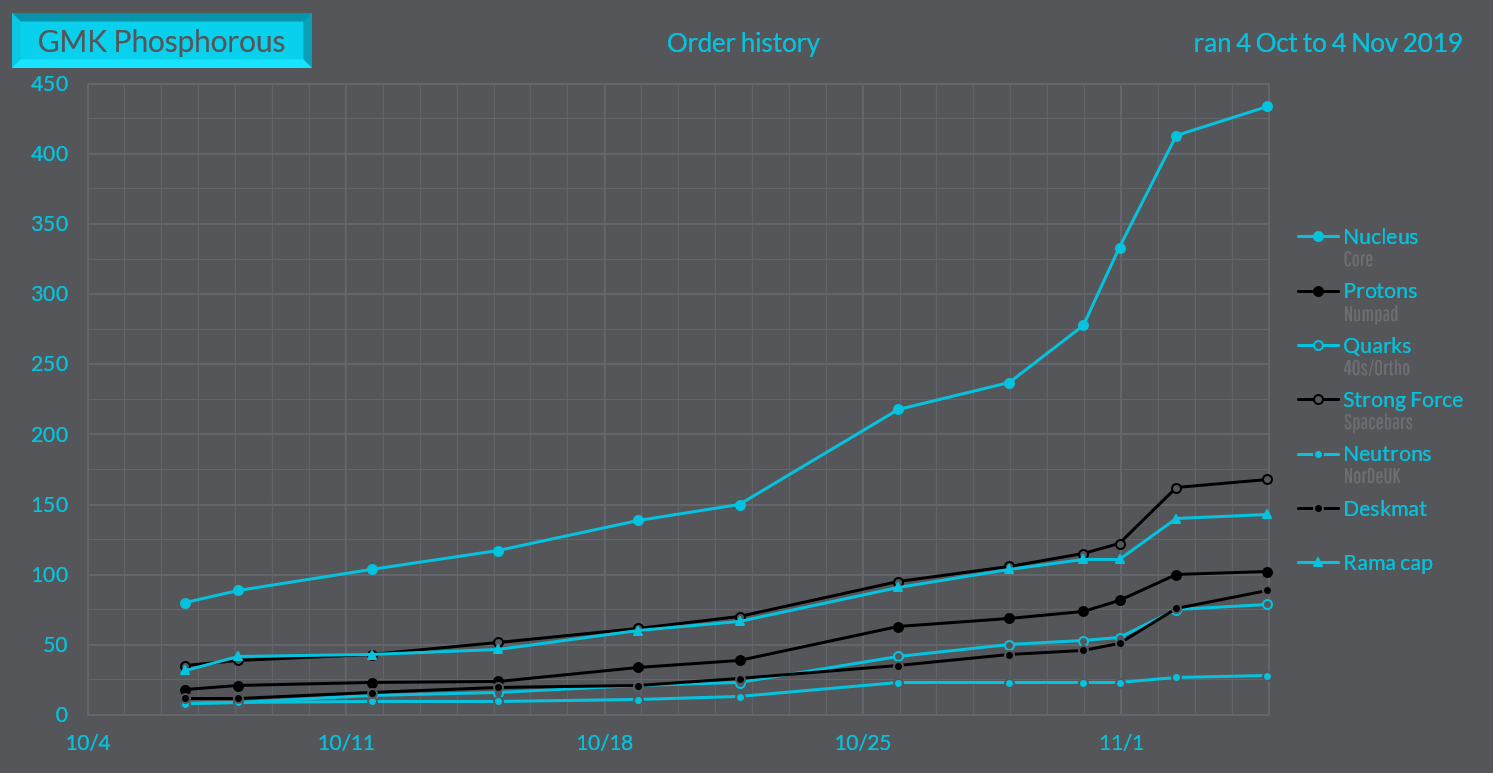 GMK Phosphorous
Order history
ran 4 Oct to 4 Nov 2019
450
400
350
300
250
200
150
100
50
0
10/4
10/11
10/18
10/25
11/1
Nucleus
Core
Protons
Numpad
Quarks
40s/Ortho
Strong Force
Spacebars
Neutrons
NorDeUK
Deskmat
Rama cap